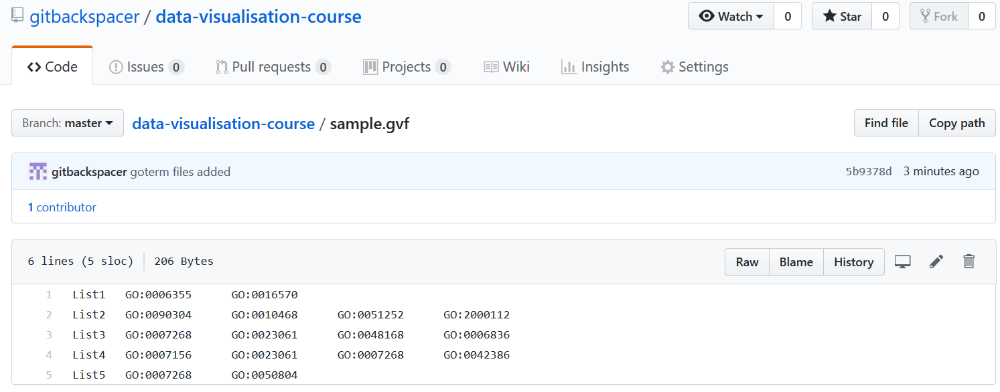 gitbackspacer / data-visualisation-course
Watch 0 Star 0 Fork 0
Code Issues 0 Pull requests 0 Projects 0 Wiki Insights Settings
Branch: master data-visualisation-course / sample.gvf Find file Copy path
gitbackspacer goterm files added 5b9378d 3 minutes ago
1 contributor
6 lines (5 sloc) 206 Bytes Raw Blame History
1 List1 GO:0006355 GO:0016570
2 List2 GO:0090304 GO:0010468 GO:0051252 GO:2000112
3 List3 GO:0007268 GO:0023061 GO:0048168 GO:0006836
4 List4 GO:0007156 GO:0023061 GO:0007268 GO:0042386
5 List5 GO:0007268 GO:0050804